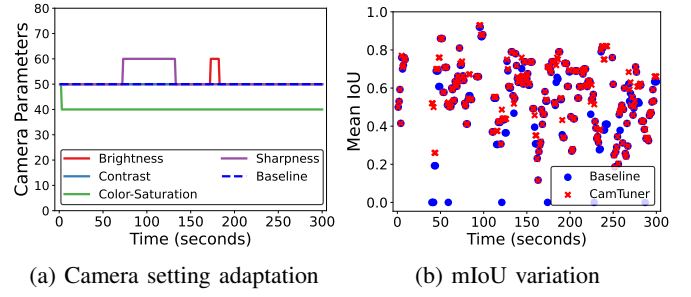 80
70
60
50
40
30
20
10
0
Camera Parameters
Brightness
Contrast
Color-Saturation
Sharpness
Baseline
0 50 100 150 200 250 300
Time (seconds)
(a) Camera setting adaptation
1.0
0.8
0.6
0.4
0.2
0.0
Mean IoU
Baseline
CamTuner
0 50 100 150 200 250 300
Time (seconds)
(b) mIoU variation